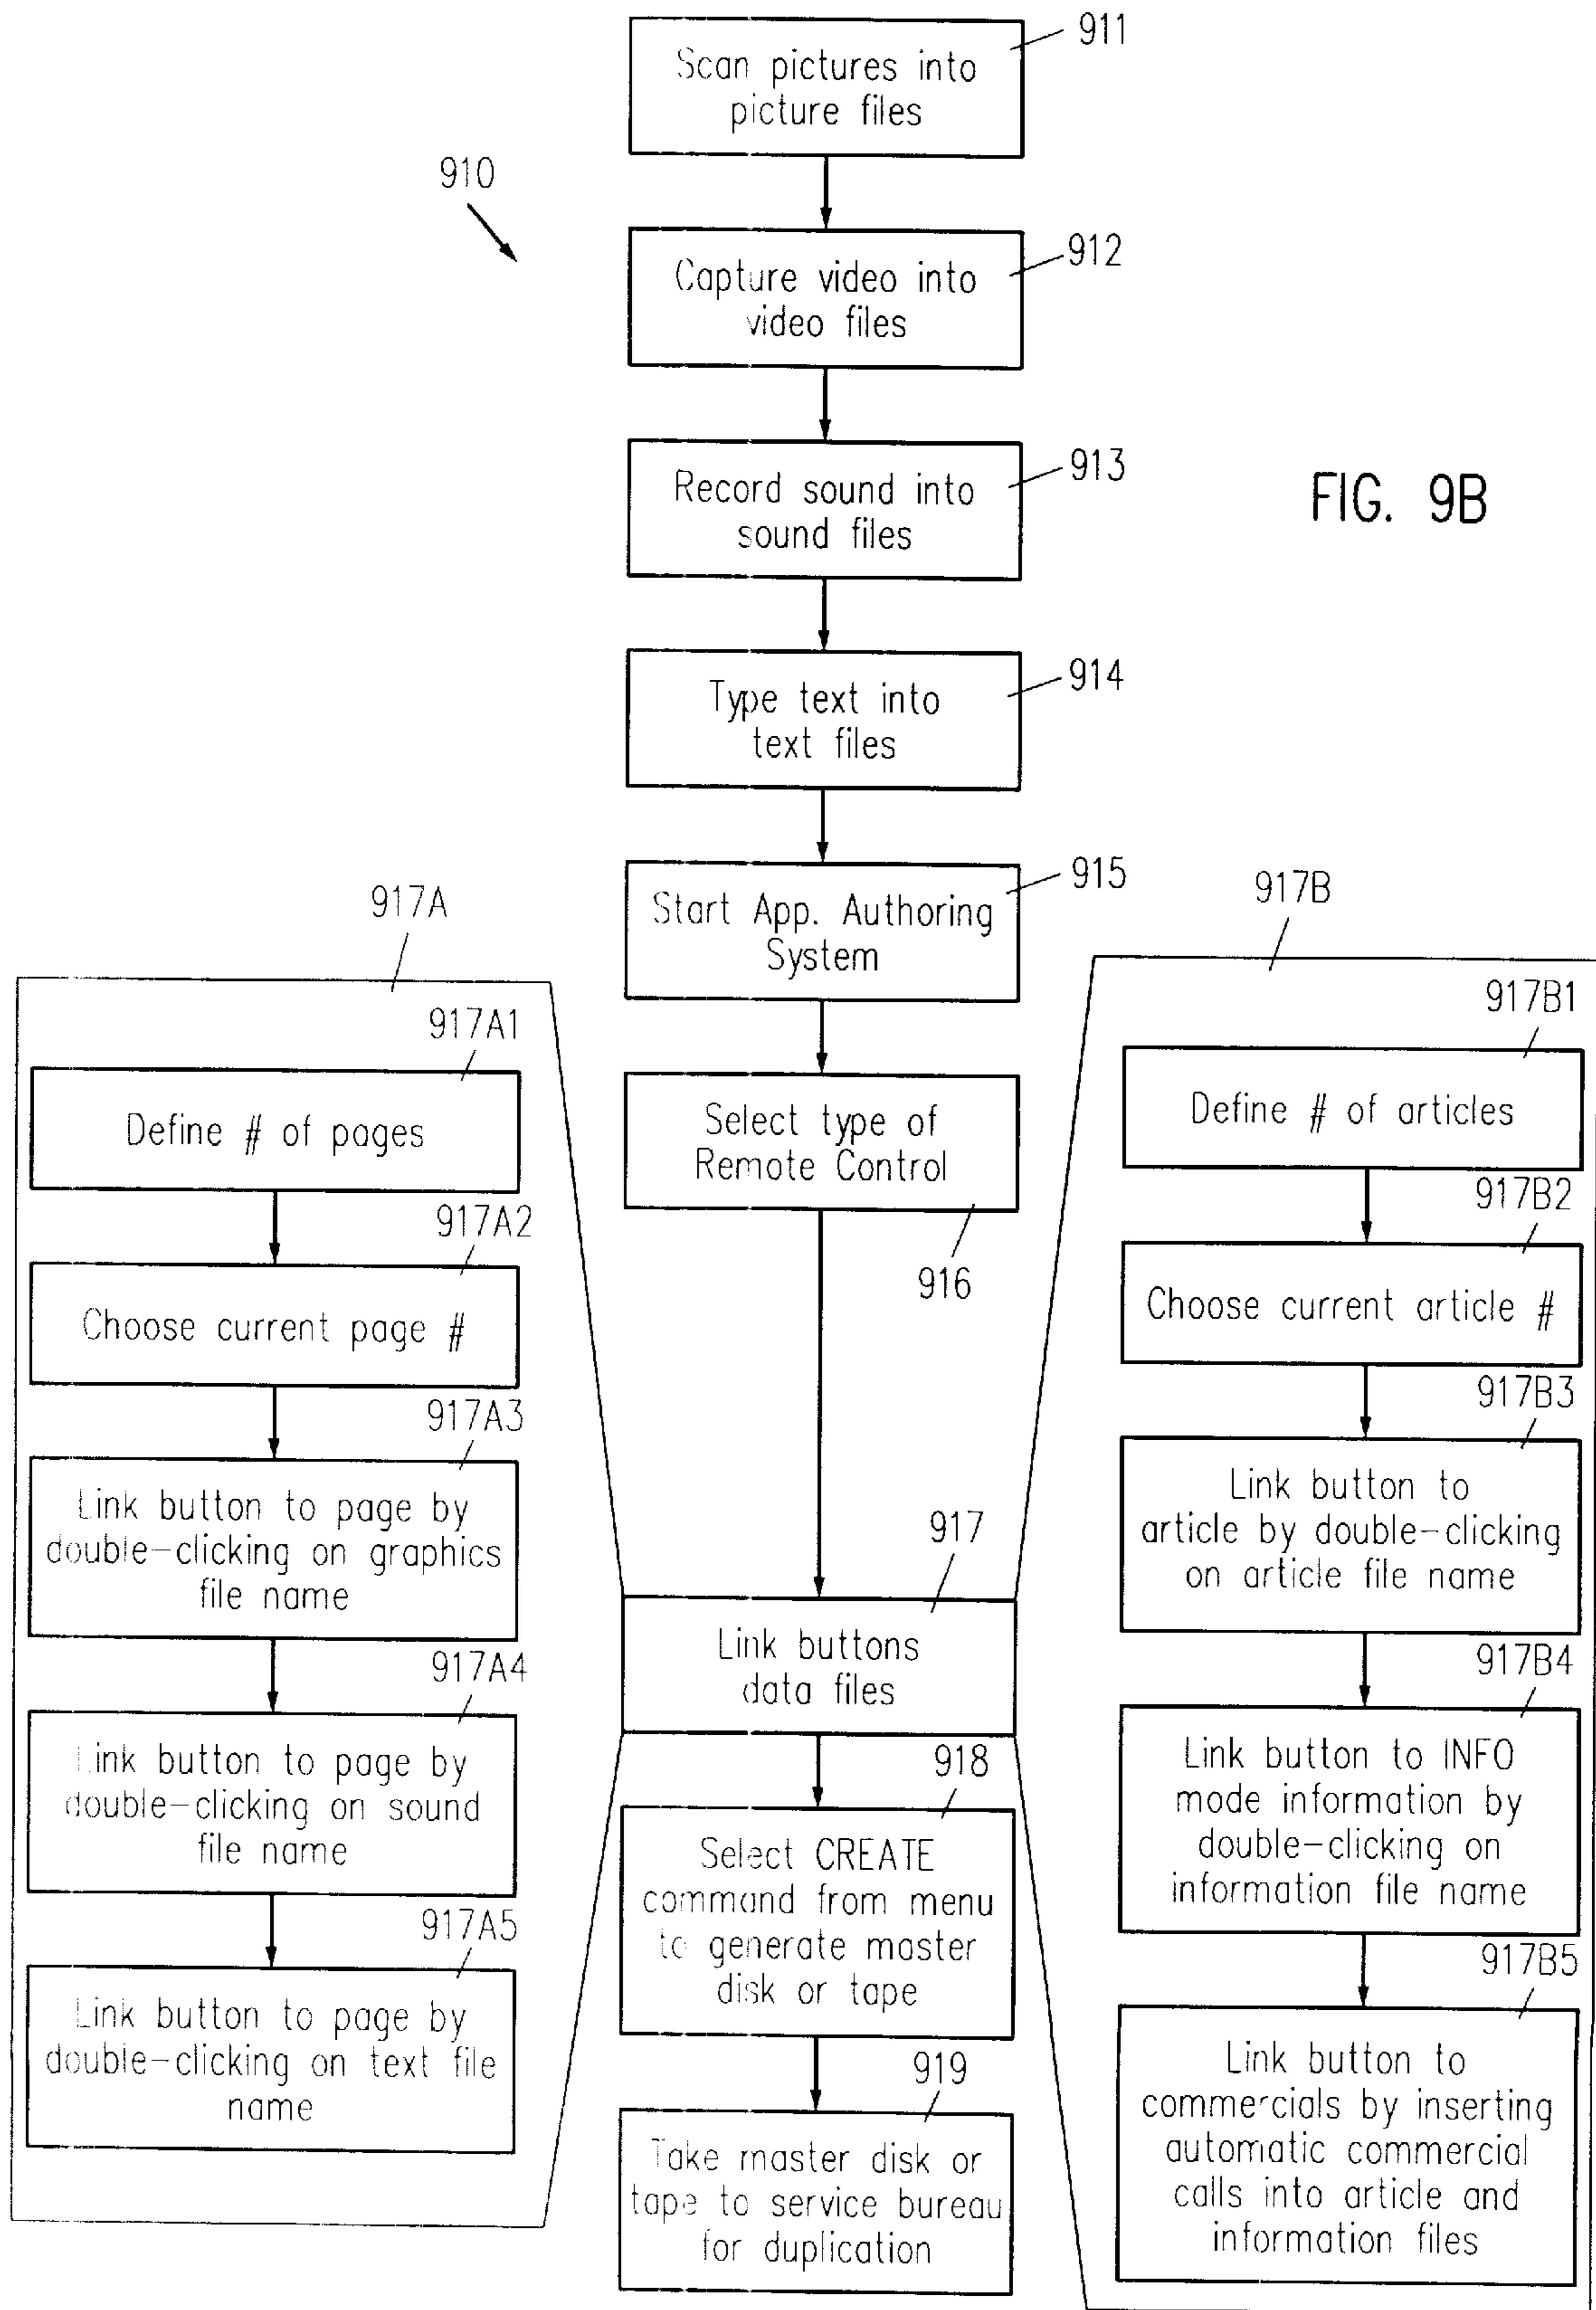 911
Scan pictures into
picture files
910
912
Capture video into
video files
913
Record sound into
sound files
FIG. 9B
914
Type text into
text files
915
Start App. Authoring
System
Select type of
Remote Control
916
917A
917A1
Define # of pages
917A2
Choose current page #
917A3
Link button to page by
double-clicking on graphics
file name
917A4
Link button to page by
double-clicking on sound
file name
917A5
Link button to page by
double-clicking on text file
name
917
Link buttons
data files
918
Select CREATE
command from menu
to generate master
disk or tape
919
Take master disk or
tape to service bureau
for duplication
917B
917B1
Define # of articles
917B2
Choose current article #
917B3
Link button to
article by double-clicking
on article file name
917B4
Link button to INFO
mode information by
double-clicking on
information file name
917B5
Link button to
commercials by inserting
automatic commercial
calls into article and
information files